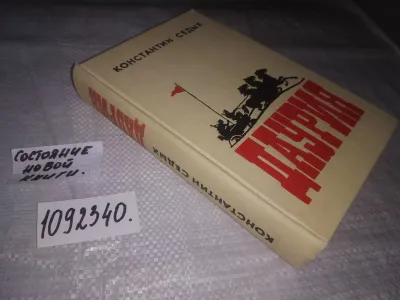 КОНСТАНТИН СЕДЫХ
ДАУРИЯ
ДАУРИЯ
КОНСТАНТИН СЕДЫХ
СОСТОЯНИЕ
НОВОЙ
КНИГИ.
1092340.